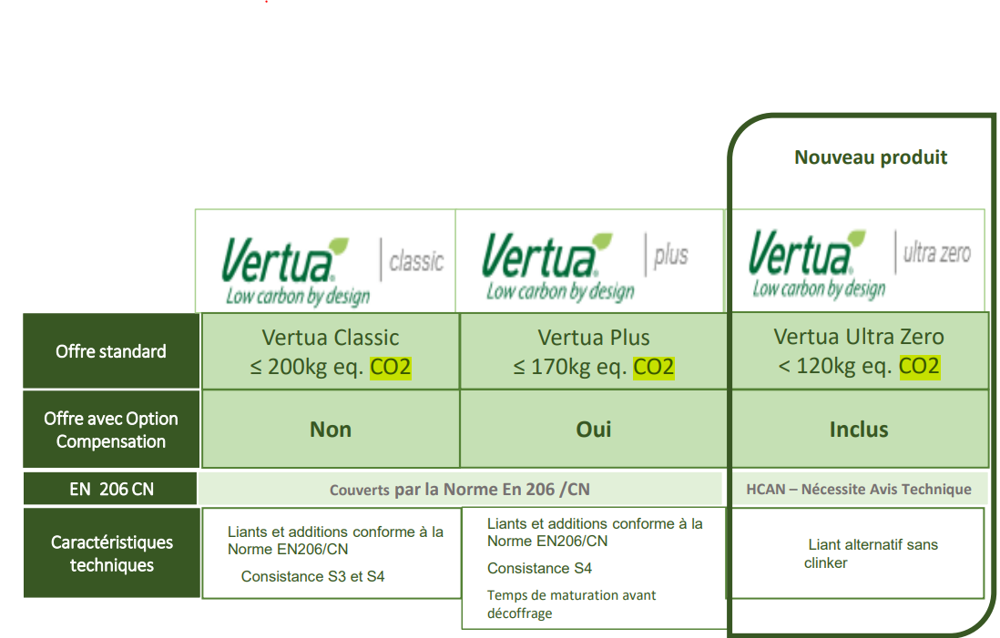 Nouveau produit
Vertua® | classic
Low carbon by design
Vertua® | plus
Low carbon by design
Vertua® | ultra zero
Low carbon by design
Offre standard
Vertua Classic
≤ 200kg eq. CO2
Vertua Plus
≤ 170kg eq. CO2
Vertua Ultra Zero
< 120kg eq. CO2
Offre avec Option
Compensation
Non
Oui
Inclus
EN 206 CN
Couverts par la Norme En 206 /CN
HCAN – Nécessite Avis Technique
Caractéristiques
techniques
Liants et additions conforme à la
Norme EN206/CN
Consistance S3 et S4
Liants et additions conforme à la
Norme EN206/CN
Consistance S4
Temps de maturation avant
décoffrage
Liant alternatif sans
clinker